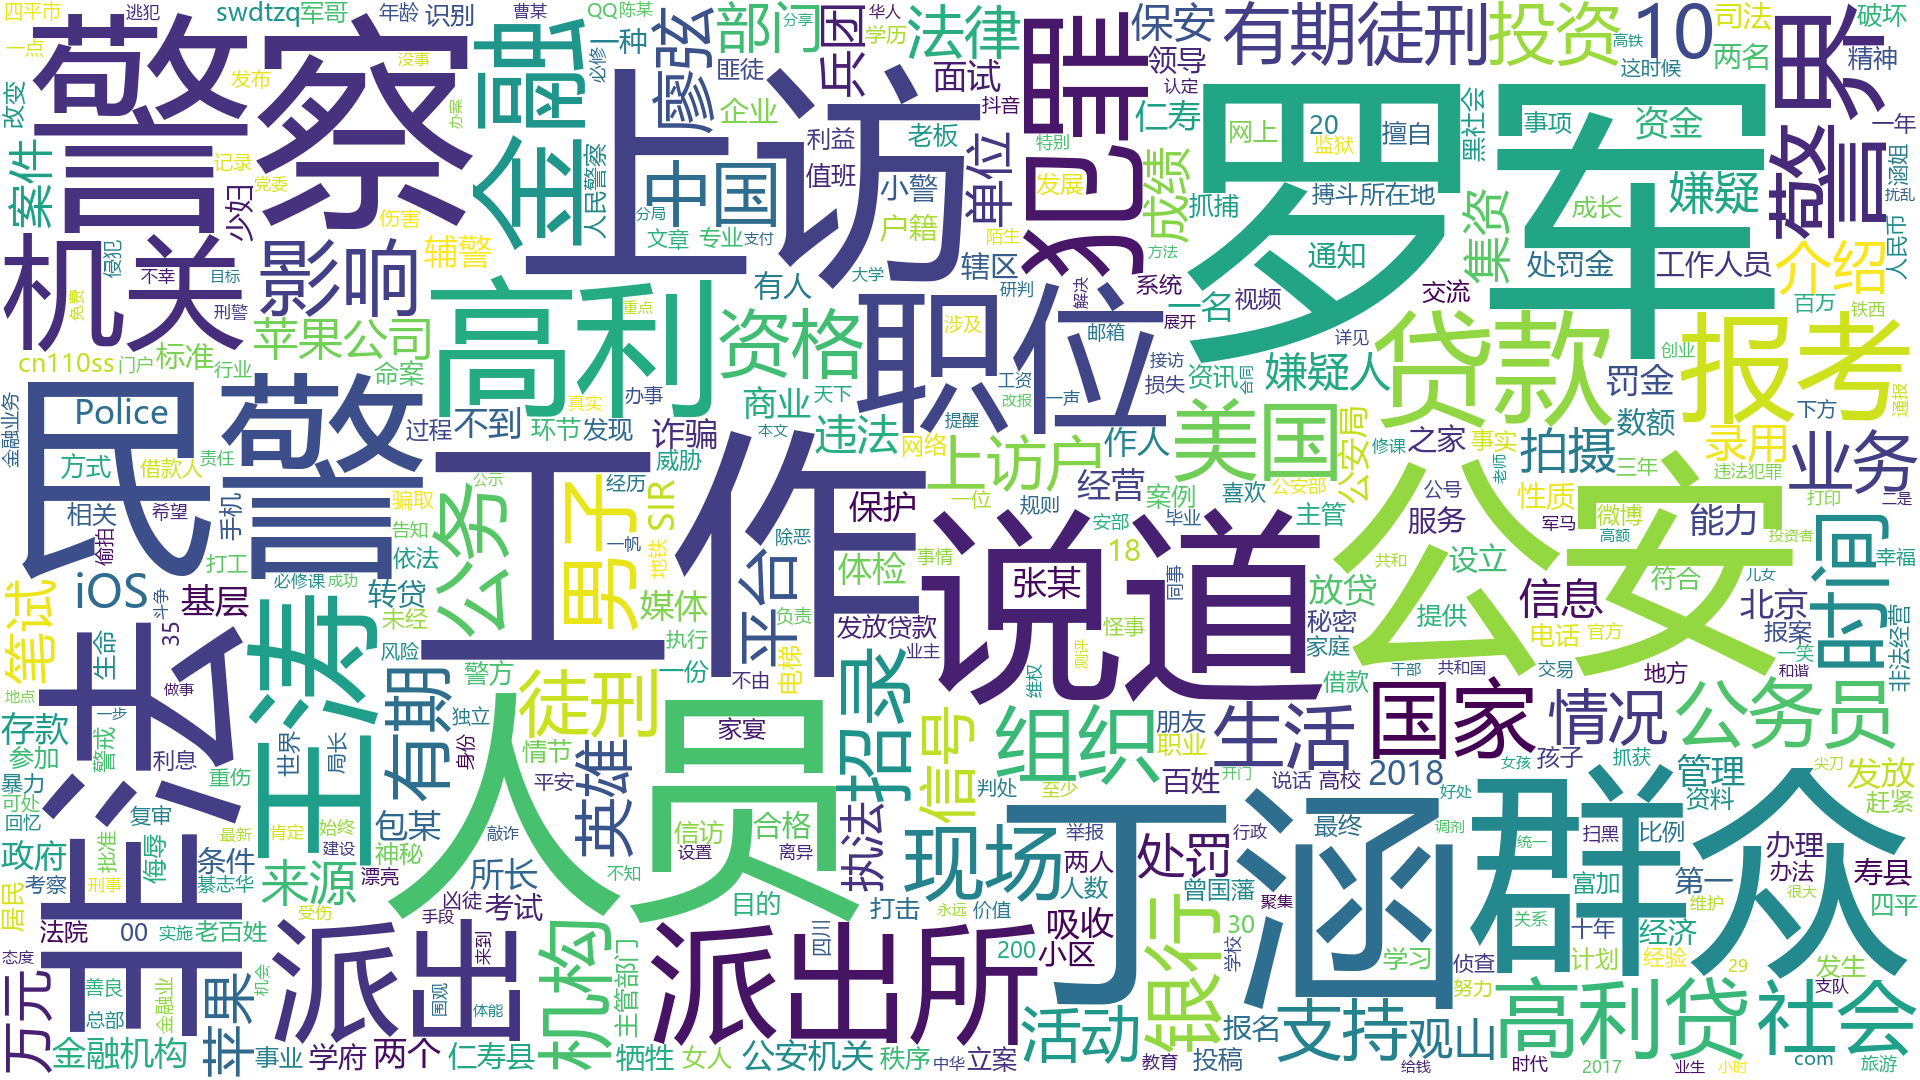 警察
上访
罗军
工作
说道
公安
民警
非法
人员
丁涵
群众
派出
派出所
机关
影响
金融
高利
职位
犯罪
贷款
报考
警界
中国
廖弦
部门
法律
兵团
保安
有期徒刑
投资
10
司法
破坏
精神
两名
四平市
逃犯
swdtzq
军哥
年龄
识别
曹某
QQ
陈某
分享
华人
学历
一种
必修
匪徒
企业
面试
领导
认定
抖音
高铁
这时候
一点
改变
发布
没事
办案
案件
记录
党委
少妇
伤害
人民警察
分局
文章
专业
支付
利益
老板
值班
小警
户籍
单位
特别
发展
陌生
仁寿
成绩
抓捕
网上
20
监狱
擅自
搏斗
所在地
黑社会
事项
资金
嫌疑
一年
涵姐
扰乱
人民币
集资
成长
通知
处罚金
工作人员
介绍
百万
铁西
方法
辖区
研判
解决
系统
有人
大学
辅警
侵犯
不幸
目标
免费
刑警
苹果公司
cn110ss
门户
标准
行业
命案
资格
重点
办事
真实
涉及
邮箱
展开
一名
视频
交流
详见
接访
损失
资讯
合同
嫌疑人
创业
罚金
数额
下方
通报
Police
金融业务
方式
借款人
责任
过程
不到
环节
发现
诈骗
威胁
商业
天下
本文
违法
提醒
网络
工资
改报
一声
上访户
作人
美国
公安局
修课
之家
事实
老师
拍摄
录用
三年
违法犯罪
业务
打印
二是
相关
希望
手机
骗取
告知
公务
公示
男子
经历
一帆
地铁
SIR
除恶
平台
保护
体检
事情
一位
规则
经营
毕业
安部
案例
公安部
喜欢
18
同事
主管
服务
公号
共和
设立
性质
微博
高额
军马
能力
投资者
符合
儿女
时间
幸福
非法经营
偷拍
iOS
打工
依法
必修课
成功
斗争
35
基层
转贷
未经
风险
笔试
生命
王涛
有期
警方
独立
徒刑
媒体
执行
一份
电梯
负责
不由
发放贷款
业主
张某
怪事
测评
维权
放贷
秘密
家庭
借款
提供
干部
共和国
信息
电话
官方
交易
北京
报案
一笑
和谐
地方
地点
做事
存款
一步
参加
警戒
利息
世界
局长
暴力
可处
回忆
重伤
复审
最新
肯定
始终
建设
身份
情节
平安
英雄
家宴
信访
合格
设置
离异
招录
信号
组织
朋友
职业
生活
百姓
说话
高校
判处
至少
国家
2018
情况
孩子
抓获
女孩
公务员
管理
资料
尖刀
发放
赶紧
开门
好处
调剂
统一
扫黑
比例
办理
办法
很大
寿县
富加
第一
维护
四平
政府
批准
侮辱
条件
綦志华
考察
刑事
居民
来源
受伤
包某
神秘
漂亮
敲诈
所长
凶徒
考试
手段
不知
目的
执法
现场
举报
两人
人数
处罚
行政
最终
曾国藩
聚集
打击
永远
价值
吸收
小区
200
30
学校
银行
关系
十年
经济
计划
经验
29
发生
支队
学习
侦查
努力
态度
法院
00
实施
老百姓
万元
善良
总部
金融业
金融机构
苹果
机会
事业
学府
两个
围观
体能
来到
仁寿县
机构
主管部门
牺牲
女人
四川
公安机关
秩序
中华
立案
活动
教育
投稿
报名
给钱
支持
观山
高利贷
时代
2017
业生
小时
社会
com
旅游